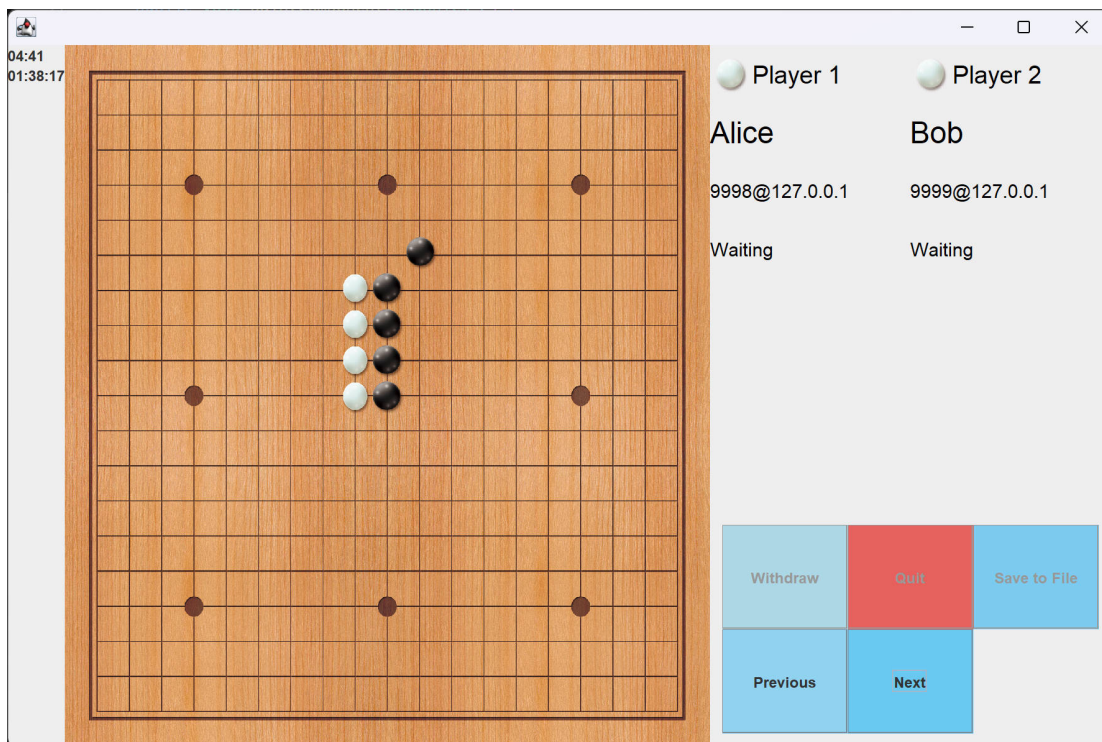 04:41
01:38:17
Player 1
Player 2
Alice
Bob
9998@127.0.0.1
9999@127.0.0.1
Waiting
Waiting
Withdraw
Quit
Save to File
Previous
Next